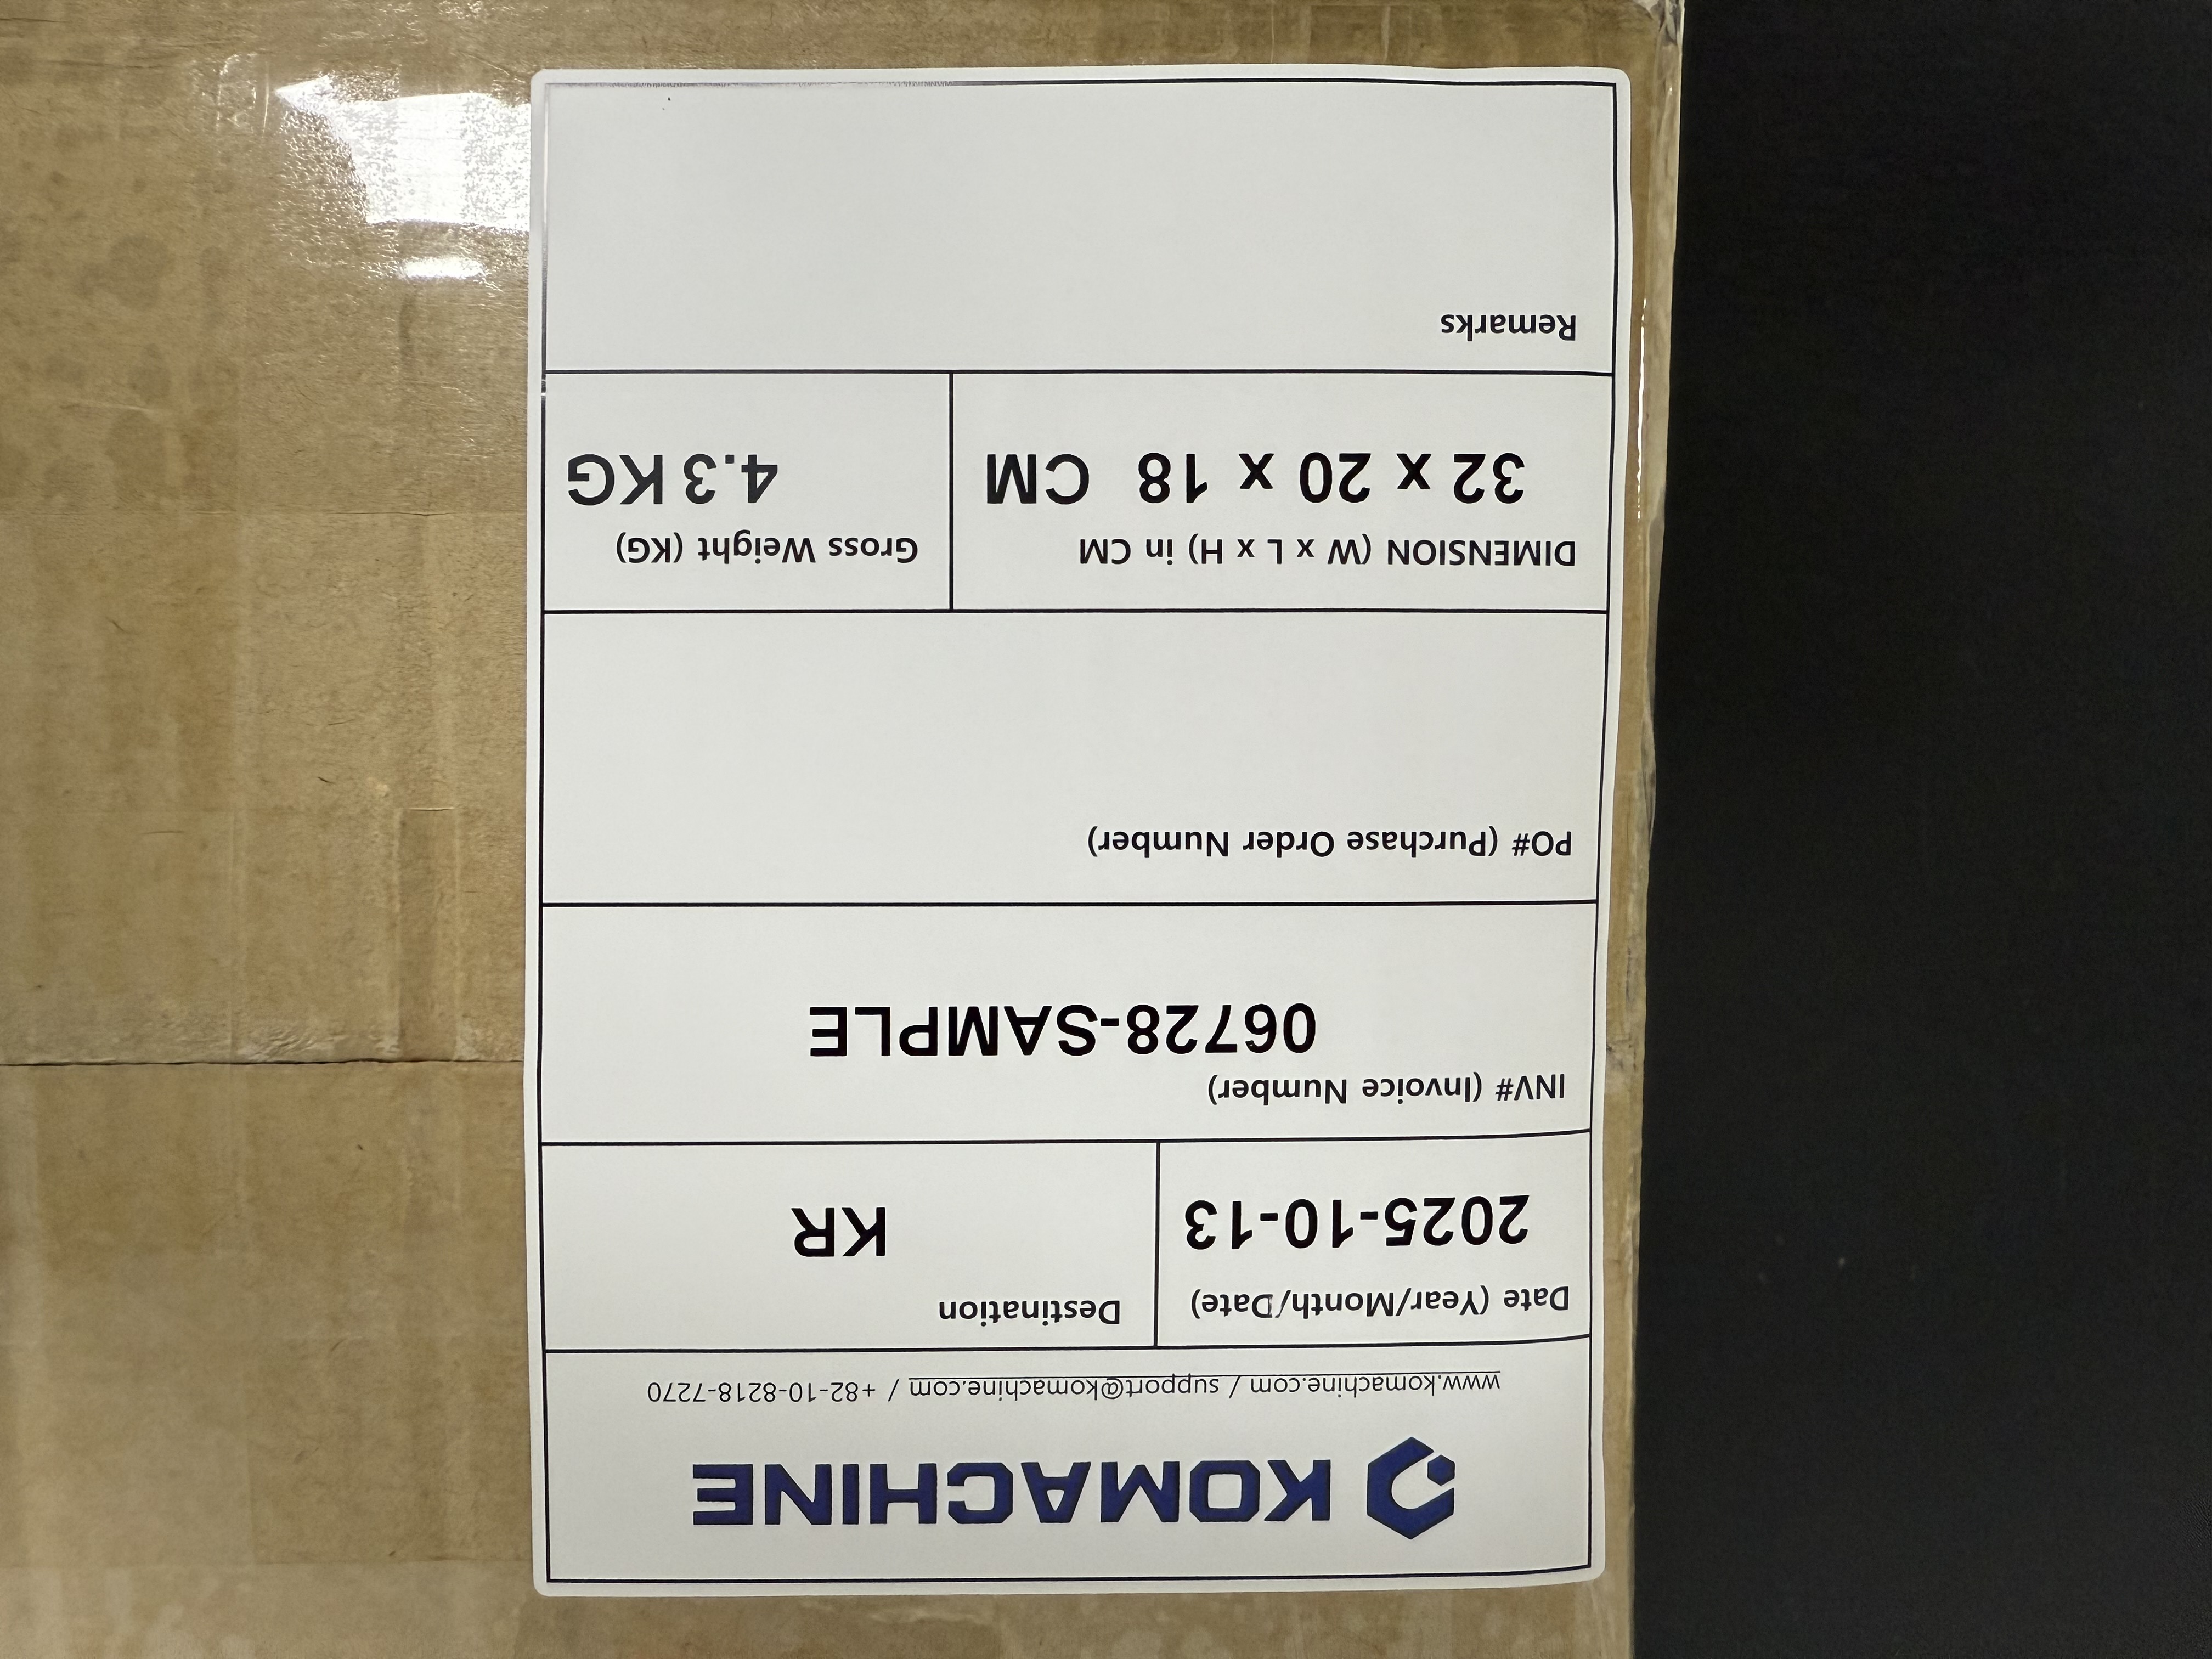 KOMACHINE
www.komachine.com / support@komachine.com / +82-10-8218-7270
Date (Year/Month/Date)
2025-10-13
Destination
KR
INV# (Invoice Number)
06728-SAMPLE
PO# (Purchase Order Number)
DIMENSION (W x L x H) in CM
32 x 20 x 18 CM
Gross Weight (KG)
4.3 KG
Remarks